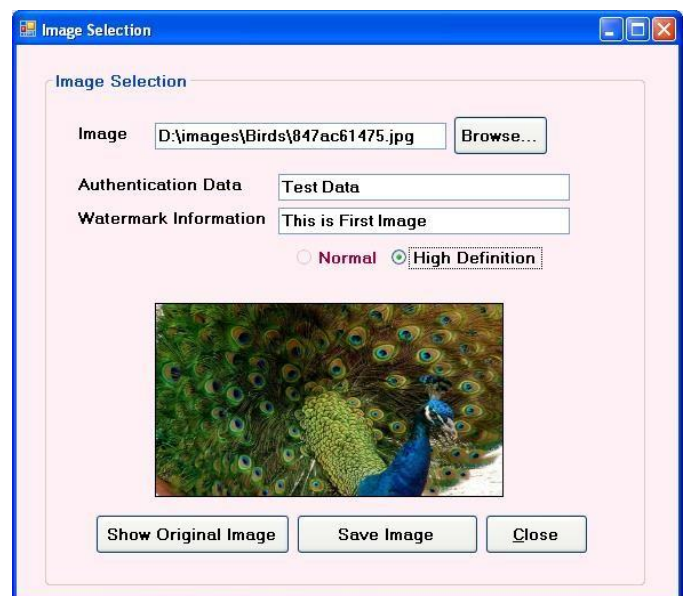 Image Selection
Image Selection
Image D:\images\Birds\847ac61475.jpg Browse...
Authentication Data Test Data
Watermark Information This is First Image
Normal High Definition
Show Original Image Save Image Close